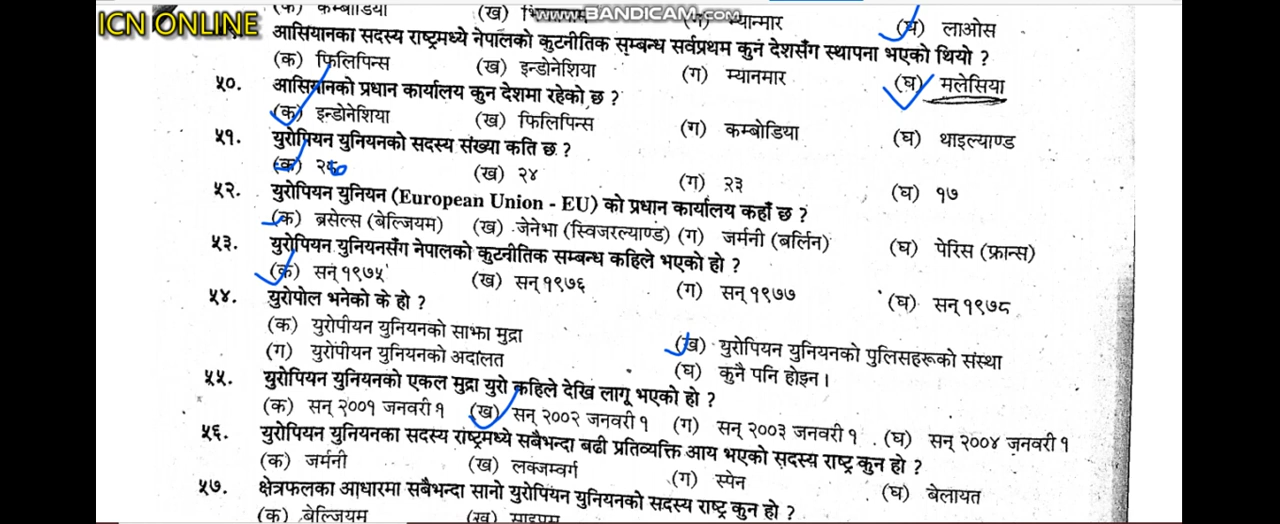 ICN ONLINE
www.BANDICAM.com
(क) कम्बोडिया (ख) (ग) म्यानमार (घ) लाओस
आसियानका सदस्य राष्ट्रमध्ये नेपालको कुटनीतिक सम्बन्ध सर्वप्रथम कुन देशसँग स्थापना भएको थियो ?
(क) फिलिपिन्स (ख) इन्डोनेशिया (ग) म्यानमार (घ) मलेसिया
५०. आसियानको प्रधान कार्यालय कुन देशमा रहेको छ ?
(क) इन्डोनेशिया (ख) फिलिपिन्स (ग) कम्बोडिया (घ) थाइल्याण्ड
५१. युरोपियन युनियनको सदस्य संख्या कति छ ?
(क) (ख) २४ (ग) २३ (घ) १७
५२. युरोपियन युनियन (European Union - EU) को प्रधान कार्यालय कहाँ छ ?
(क) ब्रसेल्स (बेल्जियम) (ख) जेनेभा (स्विजरल्याण्ड) (ग) जर्मनी (बर्लिन) (घ) पेरिस (फ्रान्स)
५३. युरोपियन युनियनसँग नेपालको कुटनीतिक सम्बन्ध कहिले भएको हो ?
(क) सन् १९७५ (ख) सन् १९७६ (ग) सन् १९७७ (घ) सन् १९७८
५४. युरोपोल भनेको के हो ?
(क) युरोपीयन युनियनको साझा मुद्रा (ख) युरोपियन युनियनको पुलिसहरूको संस्था
(ग) युरोपीयन युनियनको अदालत (घ) कुनै पनि होइन।
५५. युरोपियन युनियनको एकल मुद्रा युरो कहिले देखि लागू भएको हो ?
(क) सन् २००१ जनवरी १ (ख) सन् २००२ जनवरी १ (ग) सन् २००३ जनवरी १ (घ) सन् २००४ जनवरी १
५६. युरोपियन युनियनका सदस्य राष्ट्रमध्ये सबैभन्दा बढी प्रतिव्यक्ति आय भएको सदस्य राष्ट्र कुन हो ?
(क) जर्मनी (ख) लक्जम्वर्ग (ग) स्पेन (घ) बेलायत
५७. क्षेत्रफलका आधारमा सबैभन्दा सानो युरोपियन युनियनको सदस्य राष्ट्र कुन हो ?
(क) बेल्जियम (ख) साइप्रस